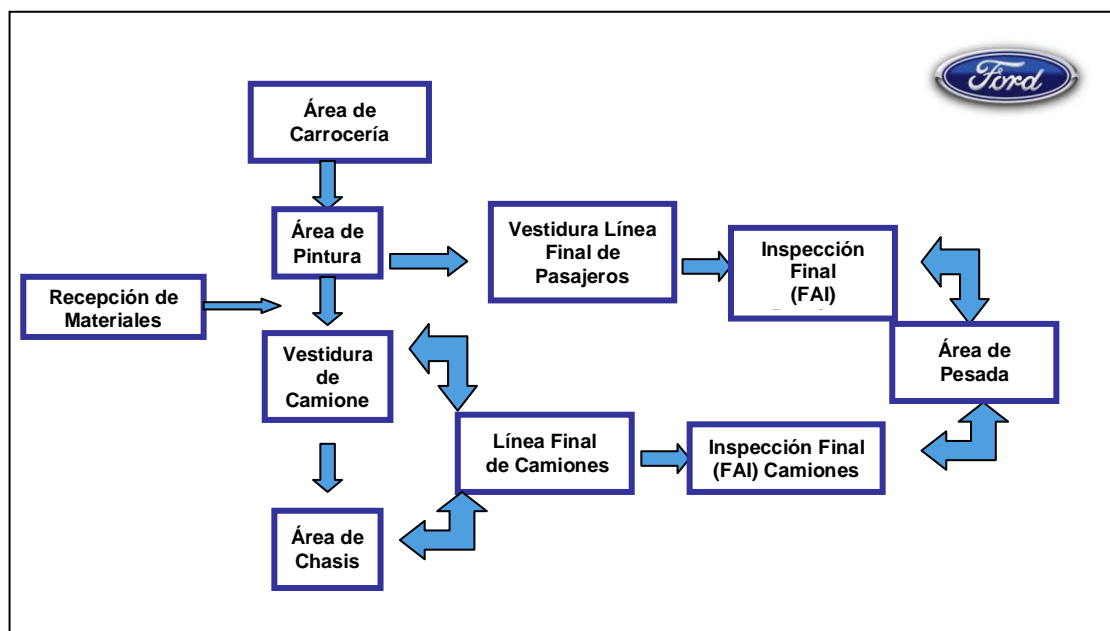 Ford
Área de
Carrocería
Área de
Pintura
Vestidura Línea
Final de
Pasajeros
Inspección
Final
(FAI)
Recepción de
Materiales
Vestidura
de
Camione
Área de
Pesada
Línea Final
de Camiones
Inspección Final
(FAI) Camiones
Área de
Chasis